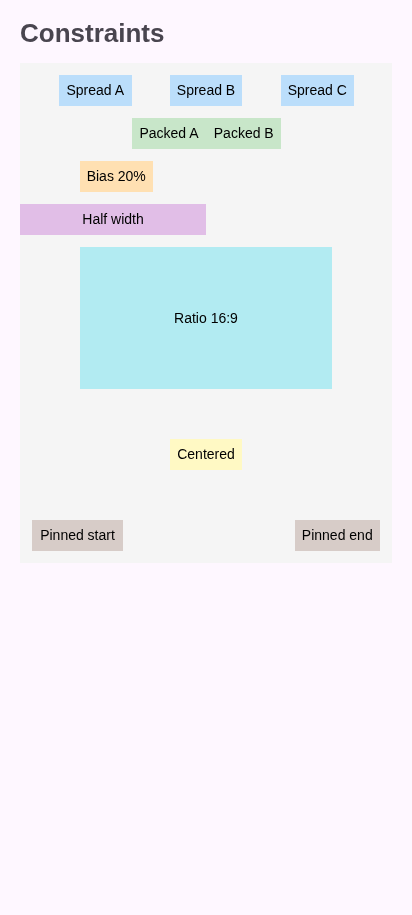 Constraints
Spread A Spread B Spread C
Packed A Packed B
Bias 20%
Half width
Ratio 16:9
Centered
Pinned start Pinned end